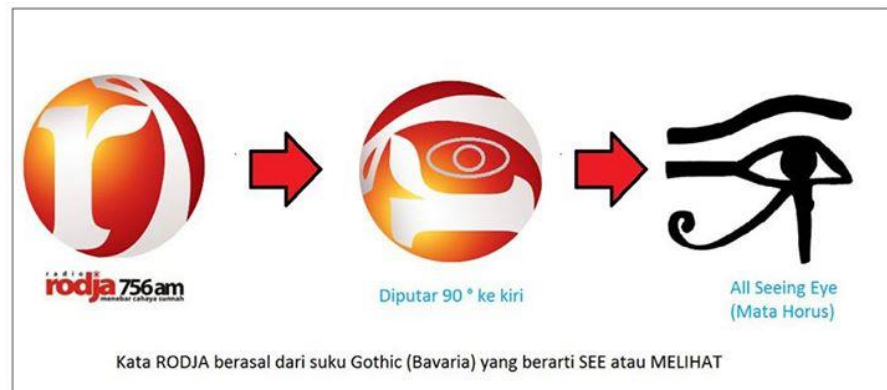 radio
rodja 756am
menebar cahaya sunnah
Diputar 90 ° ke kiri
All Seeing Eye
(Mata Horus)
Kata RODJA berasal dari suku Gothic (Bavaria) yang berarti SEE atau MELIHAT